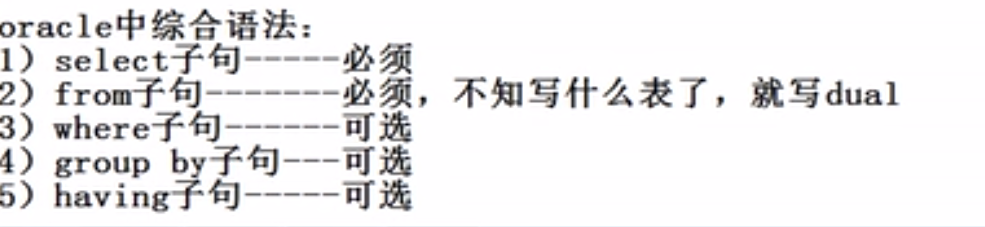 oracle中综合语法：
1）select子句-----必须
2）from子句-------必须，不知写什么表了，就写dual
3）where子句------可选
4）group by子句---可选
5）having子句-----可选